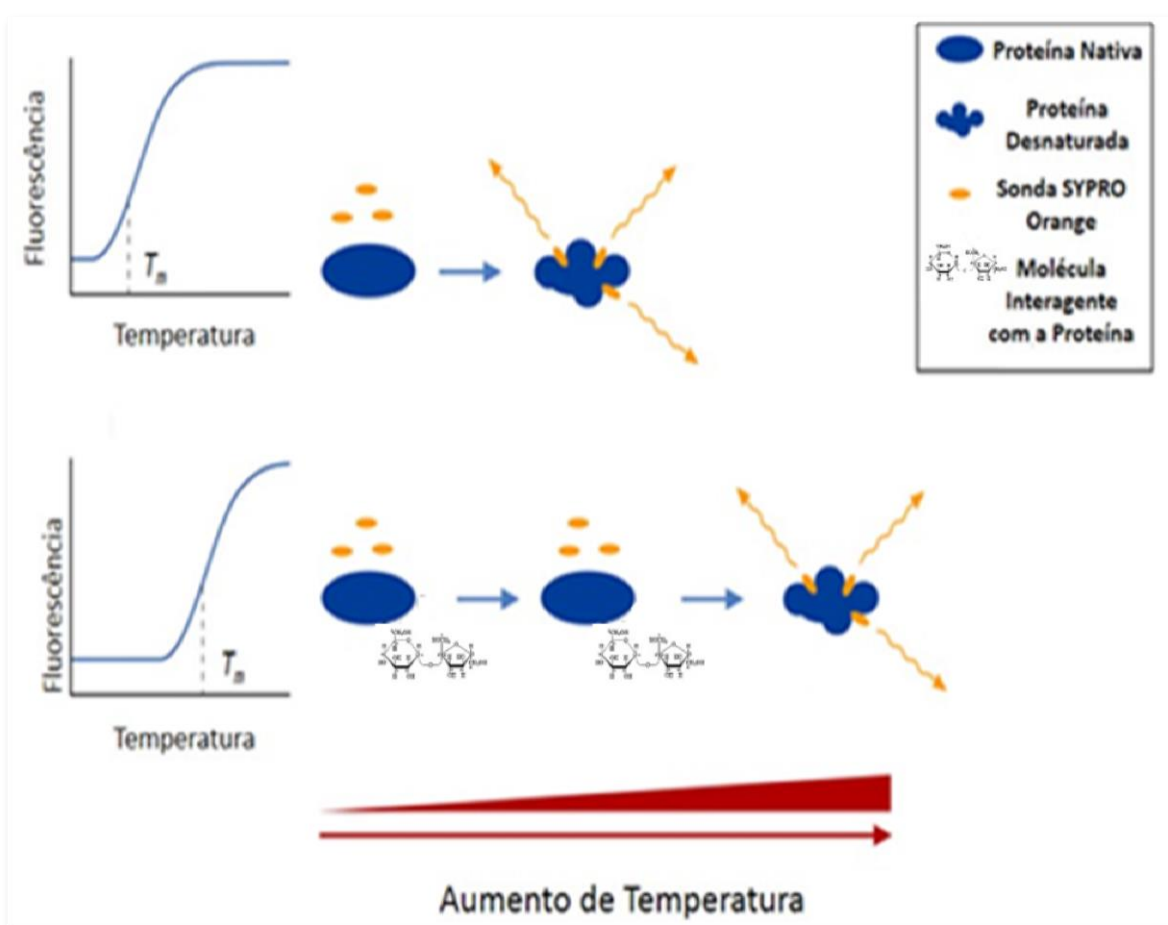 Fluorescência
Tm
Temperatura
Proteína Nativa
Proteína
Desnaturada
Sonda SYPRO
Orange
Molécula
Interagente
com a Proteína
Fluorescência
Tm
Temperatura
Aumento de Temperatura